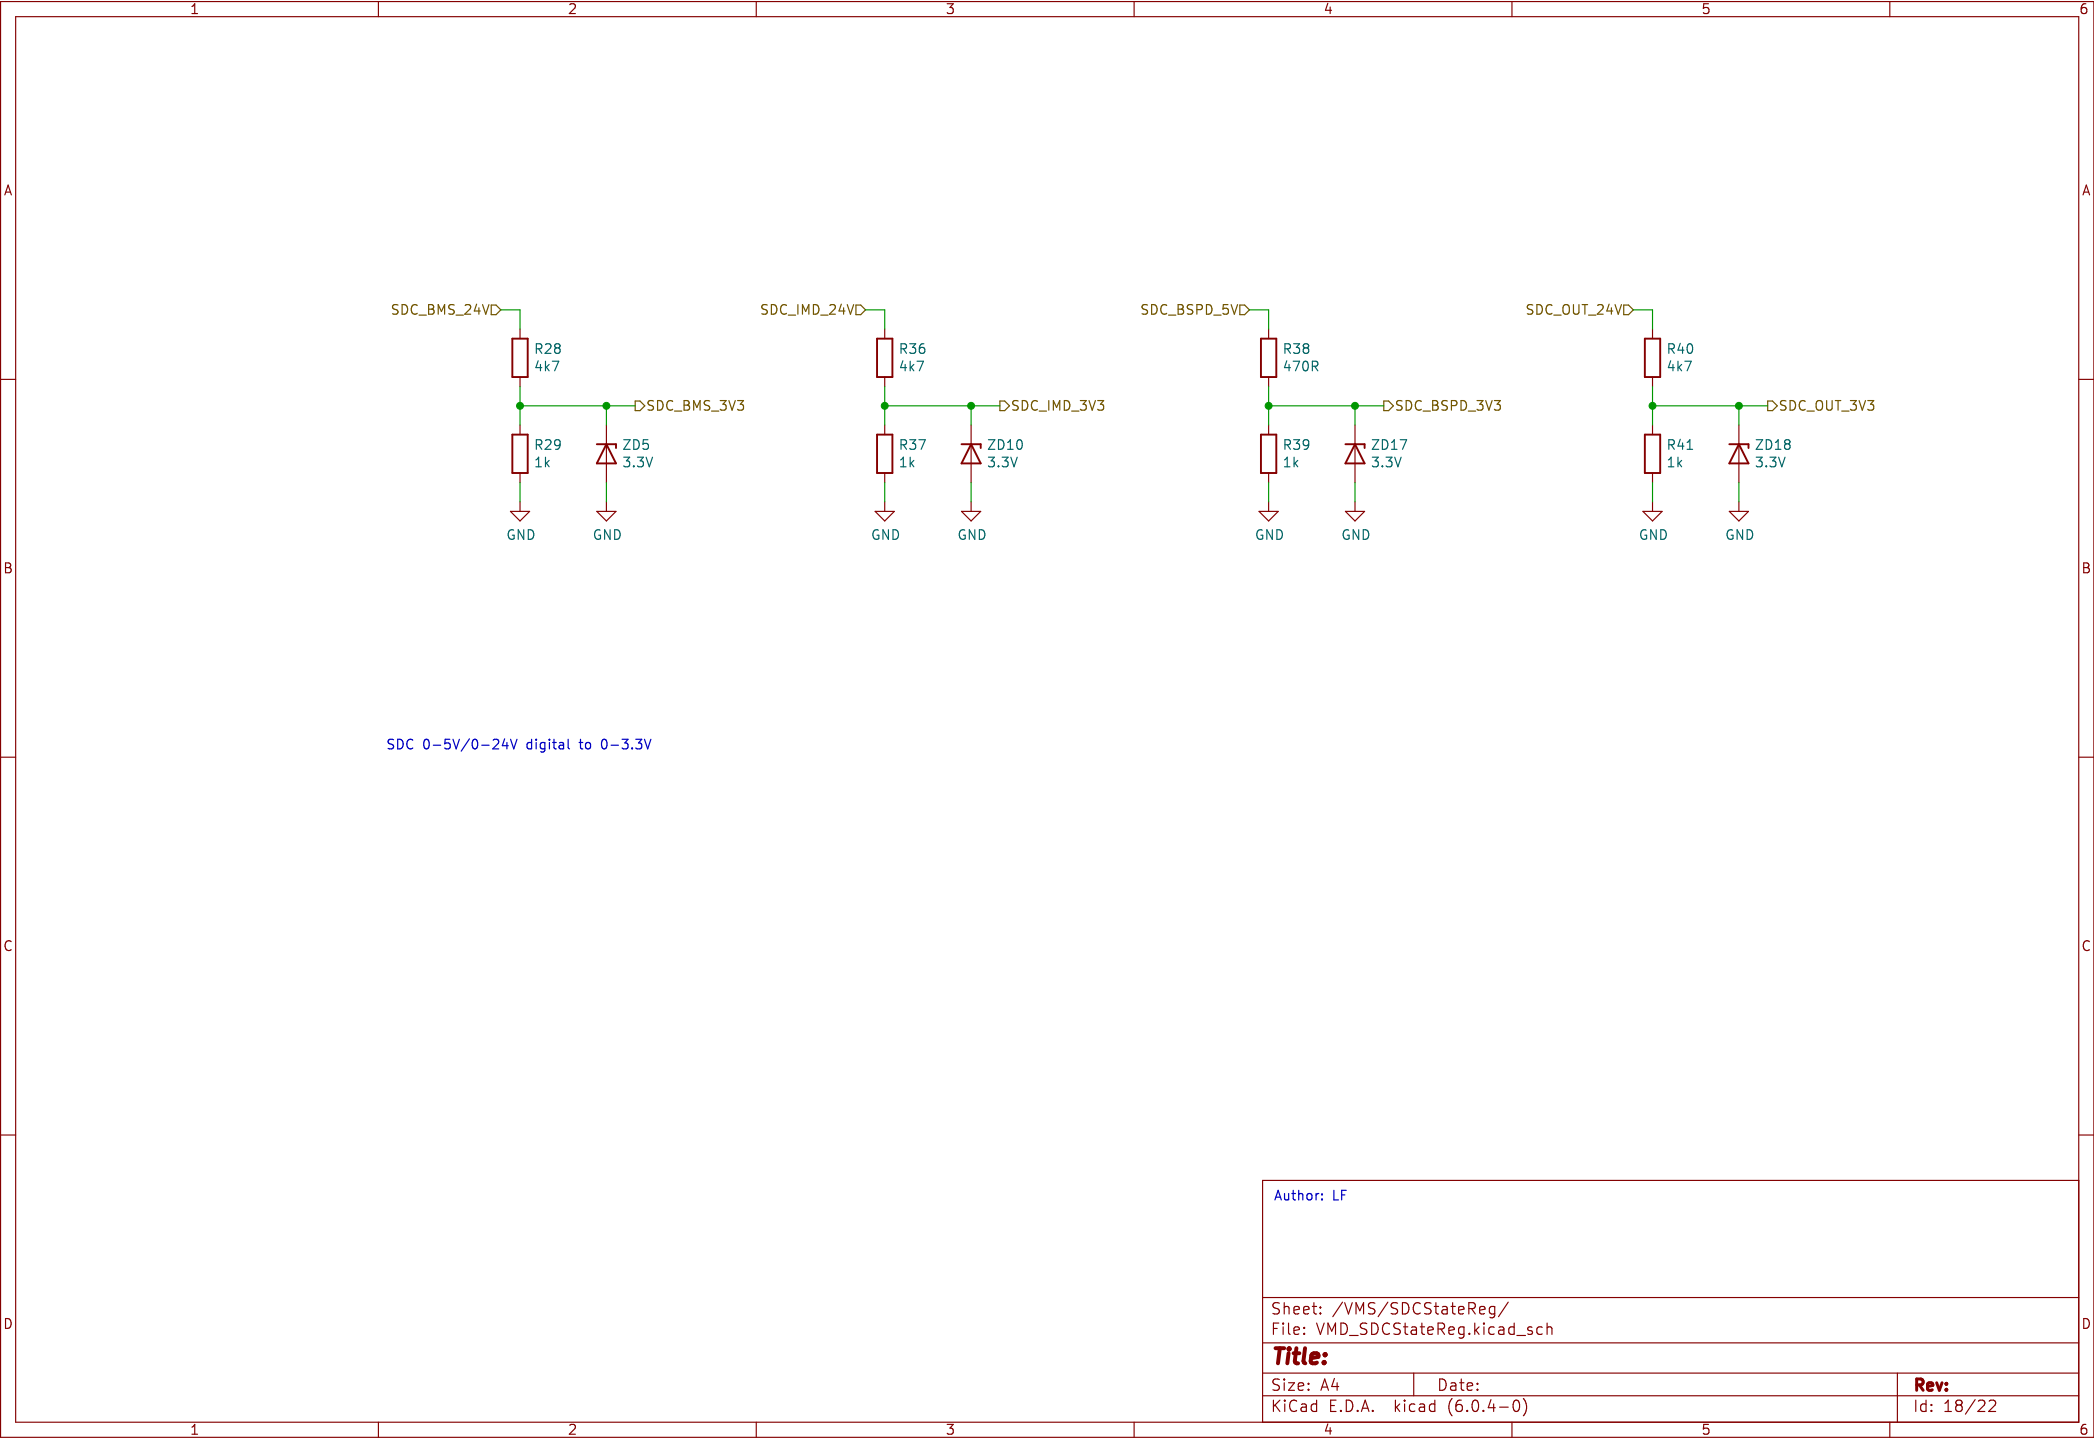 1 2 3 4 5 6
A A
SDC_BMS_24V SDC_IMD_24V SDC_BSPD_5V SDC_OUT_24V
R28 R36 R38 R40
4k7 4k7 470R 4k7
SDC_BMS_3V3 SDC_IMD_3V3 SDC_BSPD_3V3 SDC_OUT_3V3
R29 ZD5 R37 ZD10 R39 ZD17 R41 ZD18
1k 3.3V 1k 3.3V 1k 3.3V 1k 3.3V
GND GND GND GND GND GND GND GND
B B
SDC 0-5V/0-24V digital to 0-3.3V
C C
Author: LF
Sheet: /VMS/SDCStateReg/
D D
File: VMD_SDCStateReg.kicad_sch
Title:
Size: A4 Date: Rev:
KiCad E.D.A. kicad (6.0.4-0) Id: 18/22
1 2 3 4 5 6